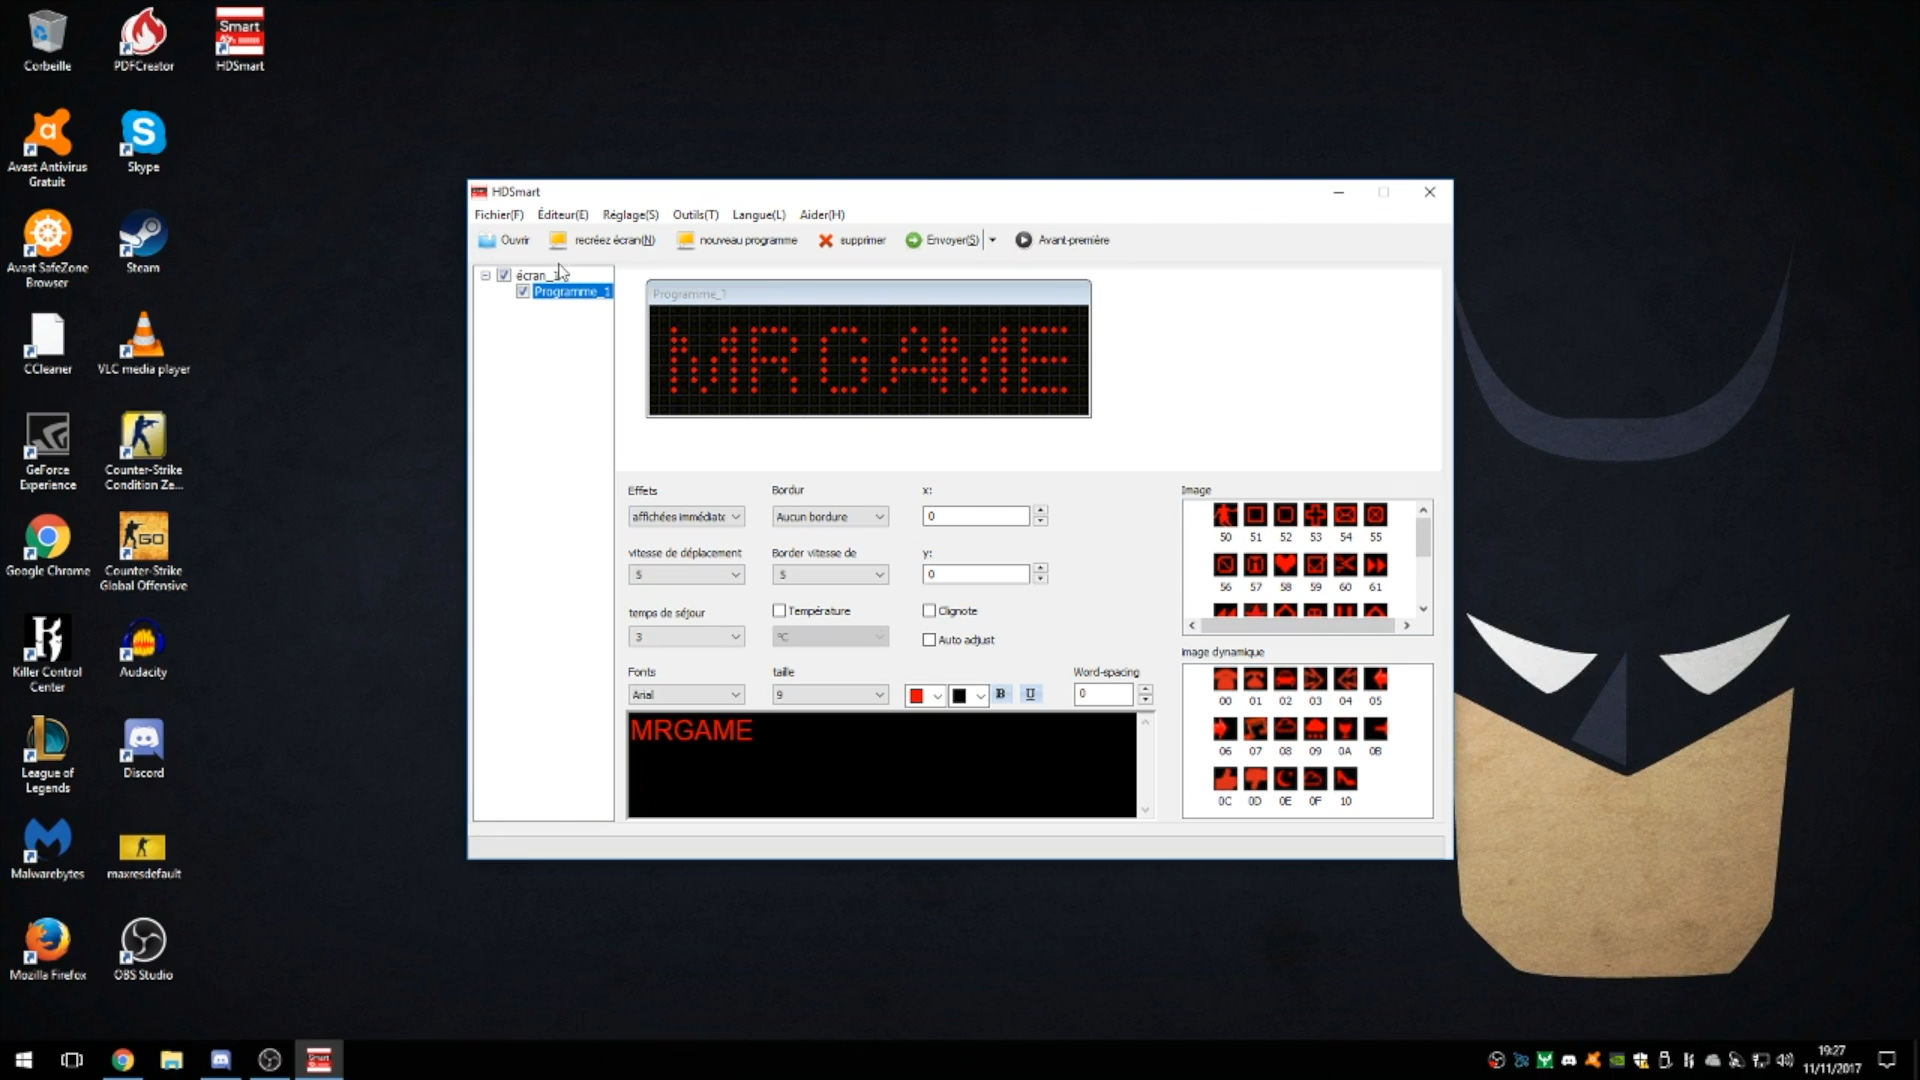 Corbeille
PDFCreator
Smart
HDSmart
Avast Antivirus
Gratuit
Skype
Avast SafeZone
Browser
Steam
CCleaner
VLC media player
GeForce
Experience
Counter-Strike
Condition Ze...
Google Chrome
GO
Counter-Strike
Global Offensive
Killer Control
Center
Audacity
League of
Legends
Discord
Malwarebytes
maxresdefault
Mozilla Firefox
OBS Studio
HDSmart
Fichier(F) Éditeur(E) Réglage(S) Outils(T) Langue(L) Aider(H)
Ouvrir recréez écran(N) nouveau programme supprimer Envoyer(S) Avant-première
écran_1
Programme_1
Programme_1
MRGAME
Effets
affichées immédiate
Bordur
Aucun bordure
x:
0
vitesse de déplacement
5
Border vitesse de
5
y:
0
temps de séjour
3
Température
°C
Clignote
Auto adjust
Fonts
Arial
taille
9
B U
Word-spacing
0
MRGAME
Image
50 51 52 53 54 55
56 57 58 59 60 61
Image dynamique
00 01 02 03 04 05
06 07 08 09 0A 0B
0C 0D 0E 0F 10
Smart
19:27
11/11/2017